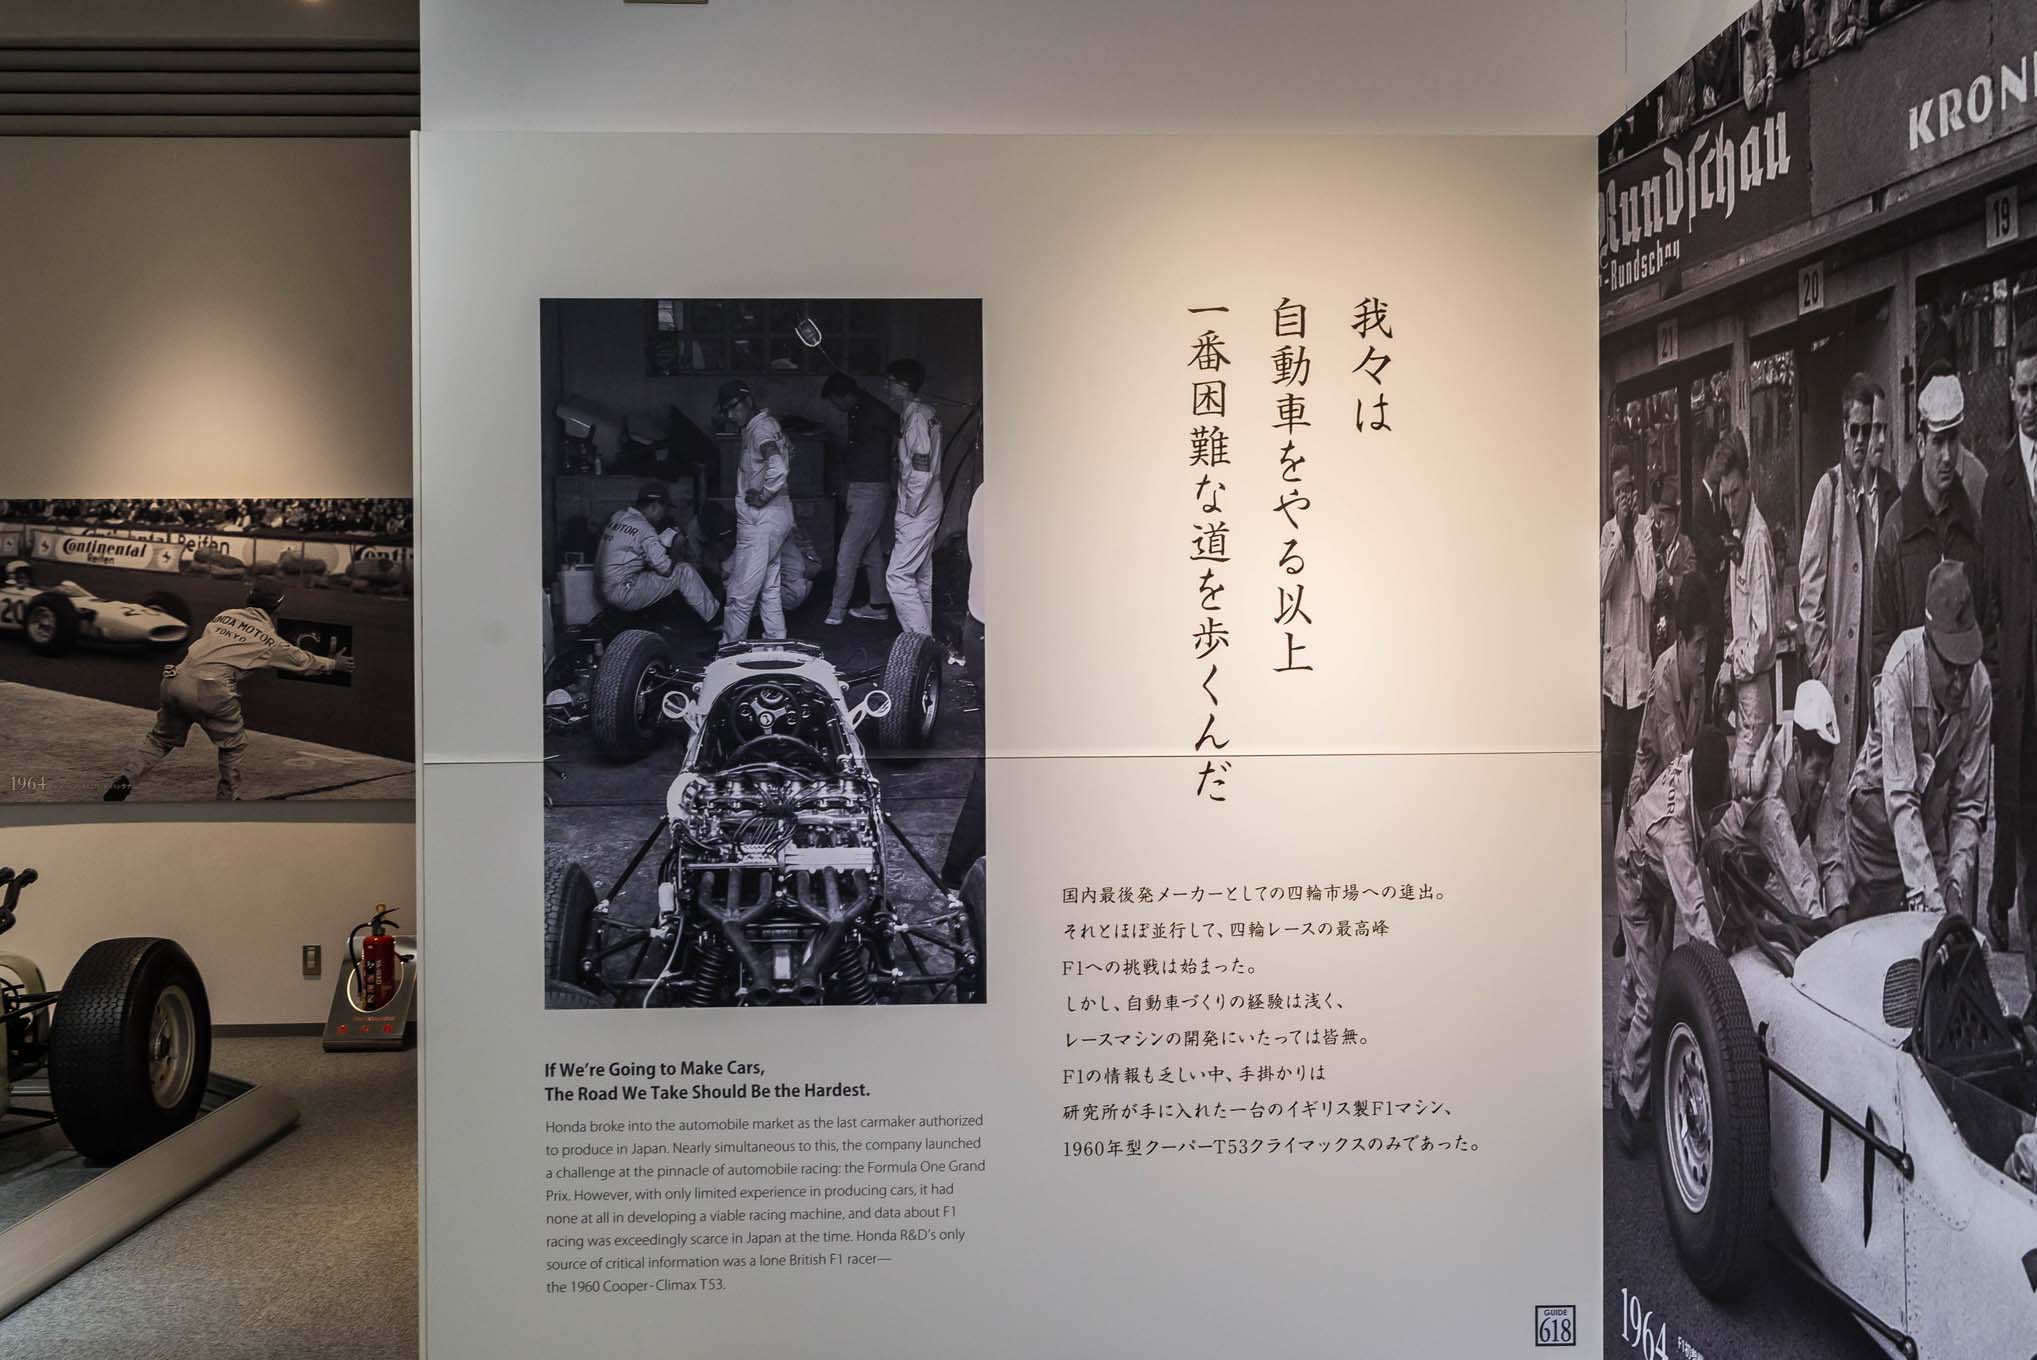 我々は
自動車をやる以上
一番困難な道を歩くんだ
国内最後発メーカーとしての四輪市場への進出。
それとほぼ並行して、四輪レースの最高峰
F1への挑戦は始まった。
しかし、自動車づくりの経験は浅く、
レースマシンの開発にいたっては皆無。
F1の情報も乏しい中、手掛かりは
研究所が手に入れた一台のイギリス製F1マシン、
1960年型クーパーT53クライマックスのみであった。
If We're Going to Make Cars,
The Road We Take Should Be the Hardest.
Honda broke into the automobile market as the last carmaker authorized
to produce in Japan. Nearly simultaneous to this, the company launched
a challenge at the pinnacle of automobile racing: the Formula One Grand
Prix. However, with only limited experience in producing cars, it had
none at all in developing a viable racing machine, and data about F1
racing was exceedingly scarce in Japan at the time. Honda R&D's only
source of critical information was a lone British F1 racer—
the 1960 Cooper-Climax T53.
GUIDE
618
Continental
Reifen
Reifen
20
MOTOR
TOKYO
1964
MOTOR
Rundschau
-Rundschau
KRON
19
20
21
1964